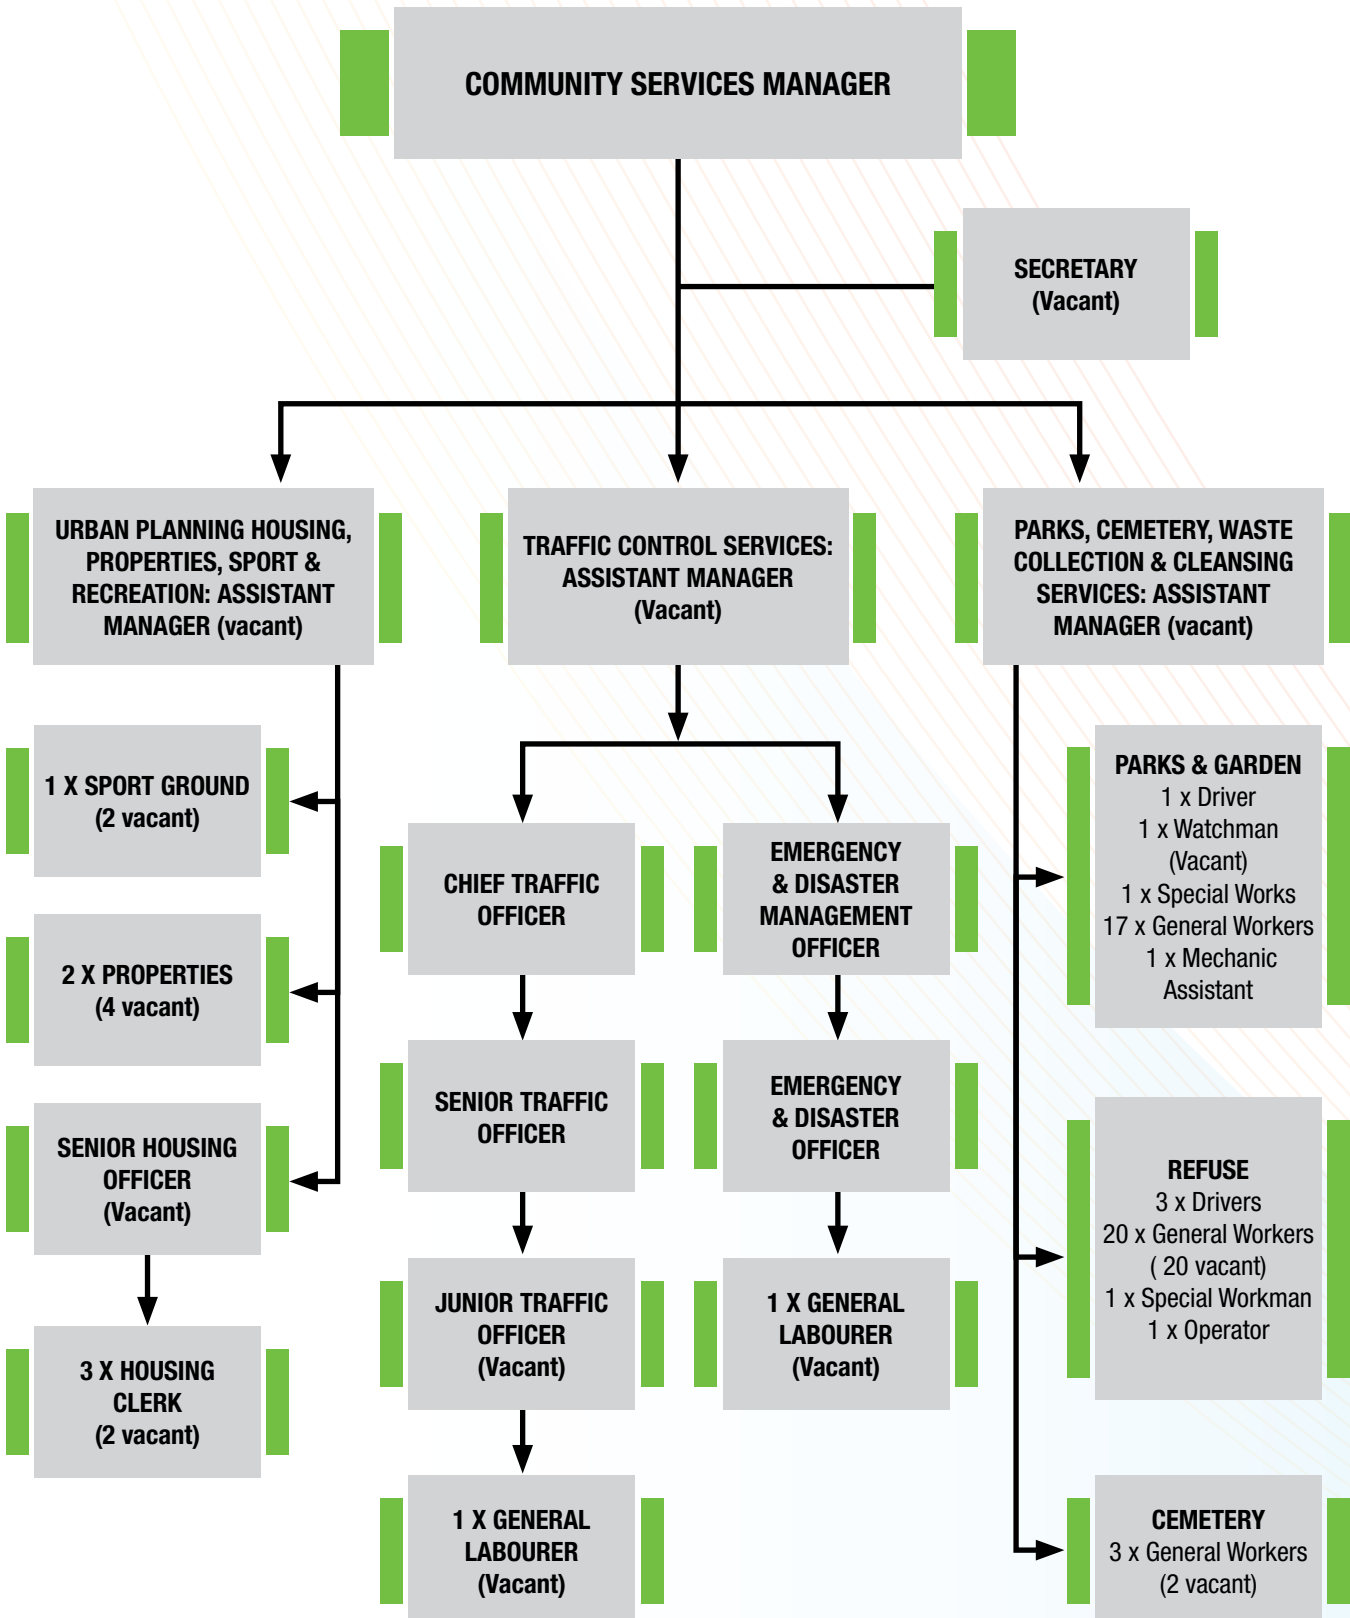 COMMUNITY SERVICES MANAGER
SECRETARY
(Vacant)
URBAN PLANNING HOUSING,
PROPERTIES, SPORT &
RECREATION: ASSISTANT
MANAGER (vacant)
TRAFFIC CONTROL SERVICES:
ASSISTANT MANAGER
(Vacant)
PARKS, CEMETERY, WASTE
COLLECTION & CLEANSING
SERVICES: ASSISTANT
MANAGER (vacant)
1 X SPORT GROUND
(2 vacant)
2 X PROPERTIES
(4 vacant)
SENIOR HOUSING
OFFICER
(Vacant)
3 X HOUSING
CLERK
(2 vacant)
CHIEF TRAFFIC
OFFICER
SENIOR TRAFFIC
OFFICER
JUNIOR TRAFFIC
OFFICER
(Vacant)
1 X GENERAL
LABOURER
(Vacant)
EMERGENCY
& DISASTER
MANAGEMENT
OFFICER
EMERGENCY
& DISASTER
OFFICER
1 X GENERAL
LABOURER
(Vacant)
PARKS & GARDEN
1 x Driver
1 x Watchman
(Vacant)
1 x Special Works
17 x General Workers
1 x Mechanic
Assistant
REFUSE
3 x Drivers
20 x General Workers
( 20 vacant)
1 x Special Workman
1 x Operator
CEMETERY
3 x General Workers
(2 vacant)